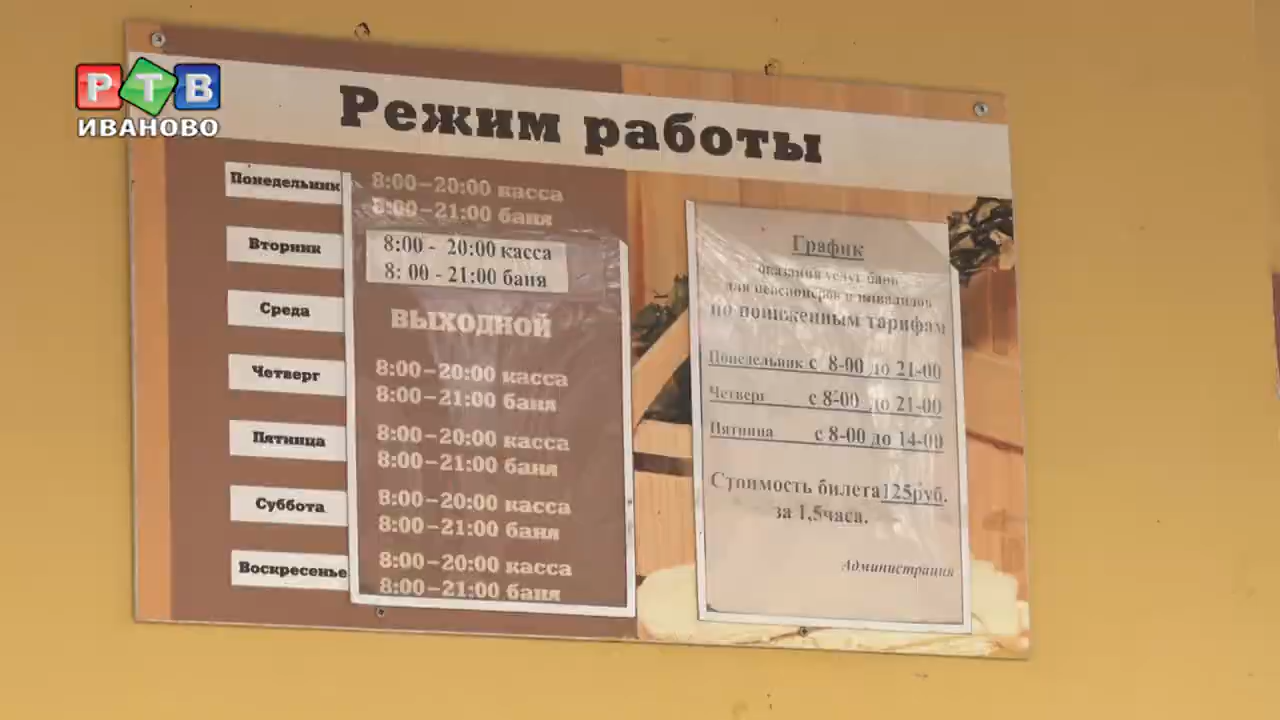 РТВ
ИВАНОВО
Режим работы
Понедельник 8:00–20:00 касса
8:00–21:00 баня
Вторник 8:00 - 20:00 касса
8: 00 - 21:00 баня
Среда ВЫХОДНОЙ
Четверг 8:00–20:00 касса
8:00–21:00 баня
Пятница 8:00–20:00 касса
8:00–21:00 баня
Суббота 8:00–20:00 касса
8:00–21:00 баня
Воскресенье 8:00–20:00 касса
8:00–21:00 баня
График
услуг бани
для пенсионеров и инвалидов
по пониженным тарифам
Понедельник с 8-00 до 21-00
Четверг с 8-00 до 21-00
Пятница с 8-00 до 14-00
Стоимость билета 125руб.
за 1,5часа.
Администрация